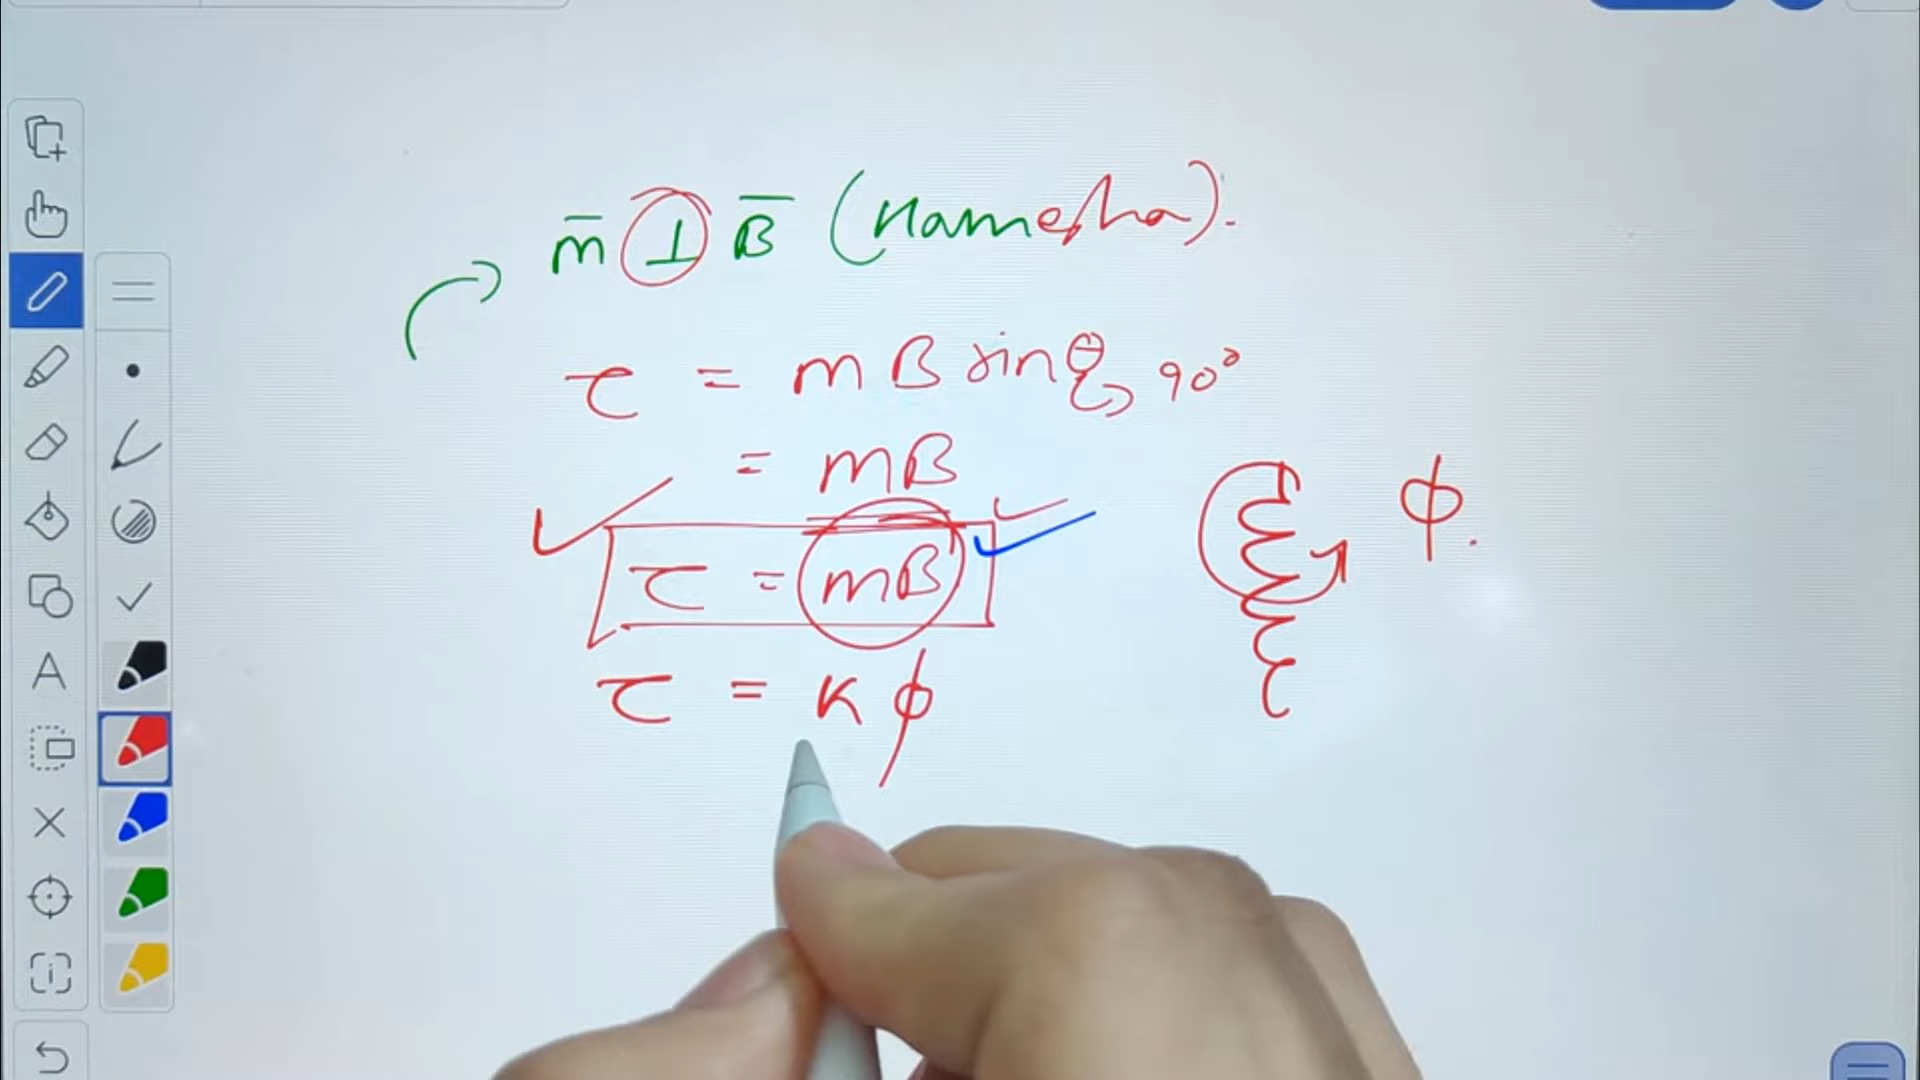 m̅ ⊥ B̅ (hamesha).
τ = mB sinθ → 90°
= mB
τ = mB
τ = Kϕ
ϕ.
A